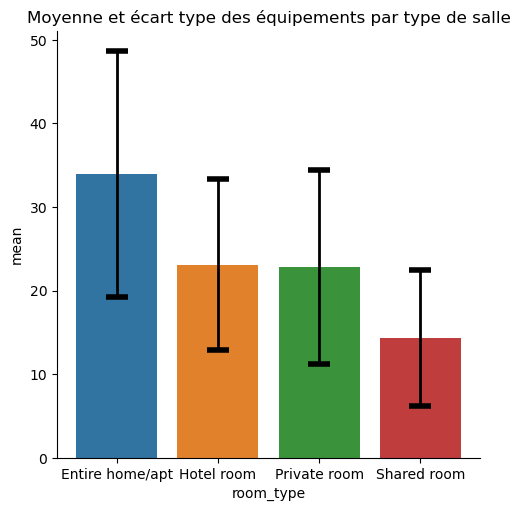 Moyenne et écart type des équipements par type de salle
50
40
30
20
10
0
mean
Entire home/apt Hotel room Private room Shared room
room_type